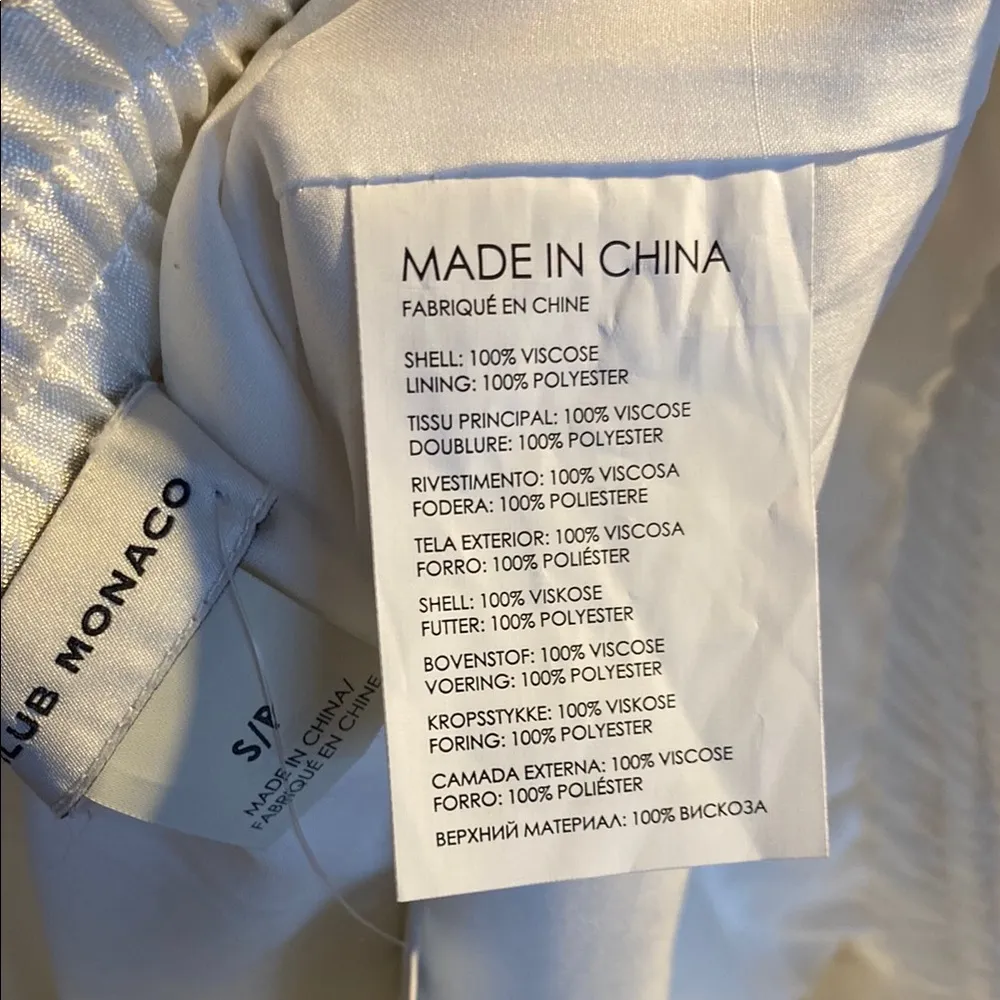 MADE IN CHINA
FABRIQUÉ EN CHINE
SHELL: 100% VISCOSE
LINING: 100% POLYESTER
TISSU PRINCIPAL: 100% VISCOSE
DOUBLURE: 100% POLYESTER
RIVESTIMENTO: 100% VISCOSA
FODERA: 100% POLIESTERE
TELA EXTERIOR: 100% VISCOSA
FORRO: 100% POLIÉSTER
SHELL: 100% VISKOSE
FUTTER: 100% POLYESTER
BOVENSTOF: 100% VISCOSE
VOERING: 100% POLYESTER
KROPSSTYKKE: 100% VISKOSE
FORING: 100% POLYESTER
CAMADA EXTERNA: 100% VISCOSE
FORRO: 100% POLIÉSTER
ВЕРХНИЙ МАТЕРИАЛ: 100% ВИСКОЗА
LUB MONACO
S/P
MADE IN CHINA/
FABRIQUÉ EN CHINE